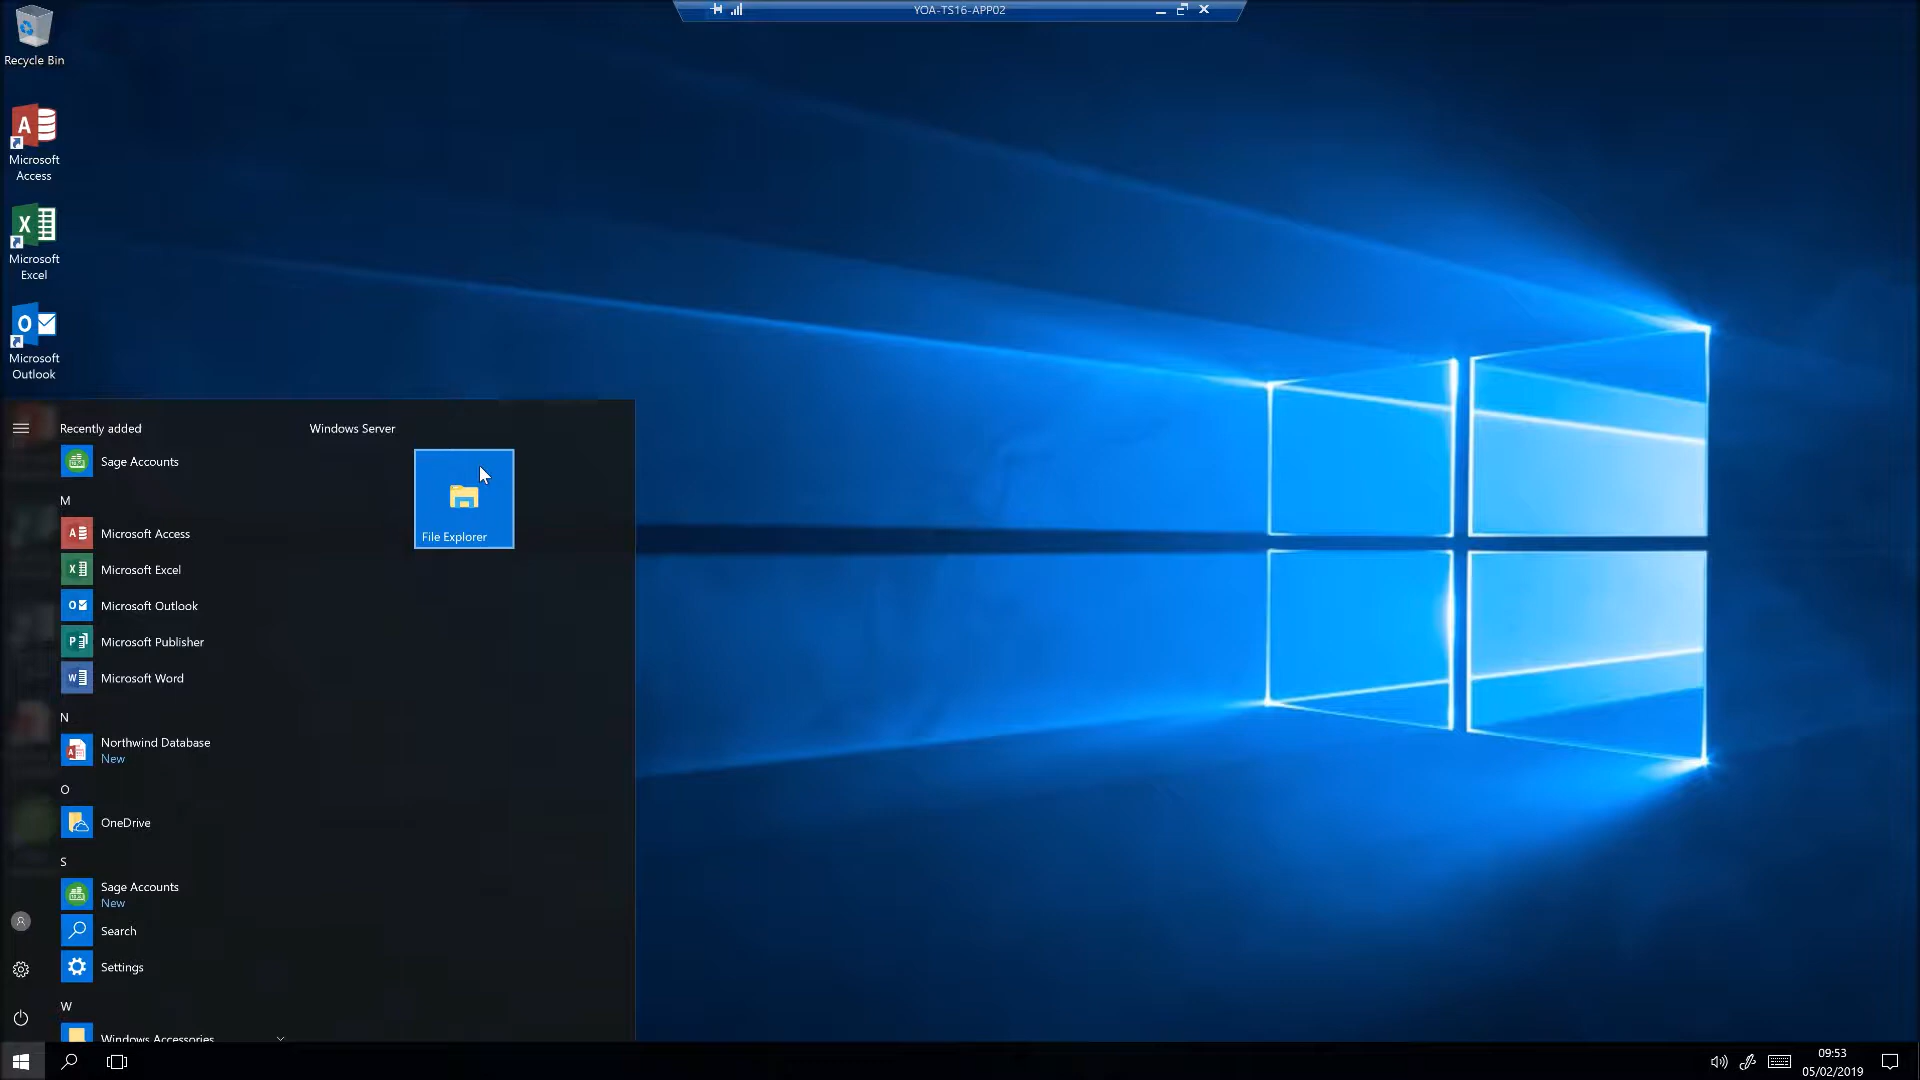 YOA-TS16-APP02
Recycle Bin
Microsoft
Access
Microsoft
Excel
Microsoft
Outlook
Recently added
Sage Accounts
M
Microsoft Access
Microsoft Excel
Microsoft Outlook
Microsoft Publisher
Microsoft Word
N
Northwind Database
New
O
OneDrive
S
Sage Accounts
New
Search
Settings
W
Windows Accessories
Windows Server
File Explorer
09:53
05/02/2019